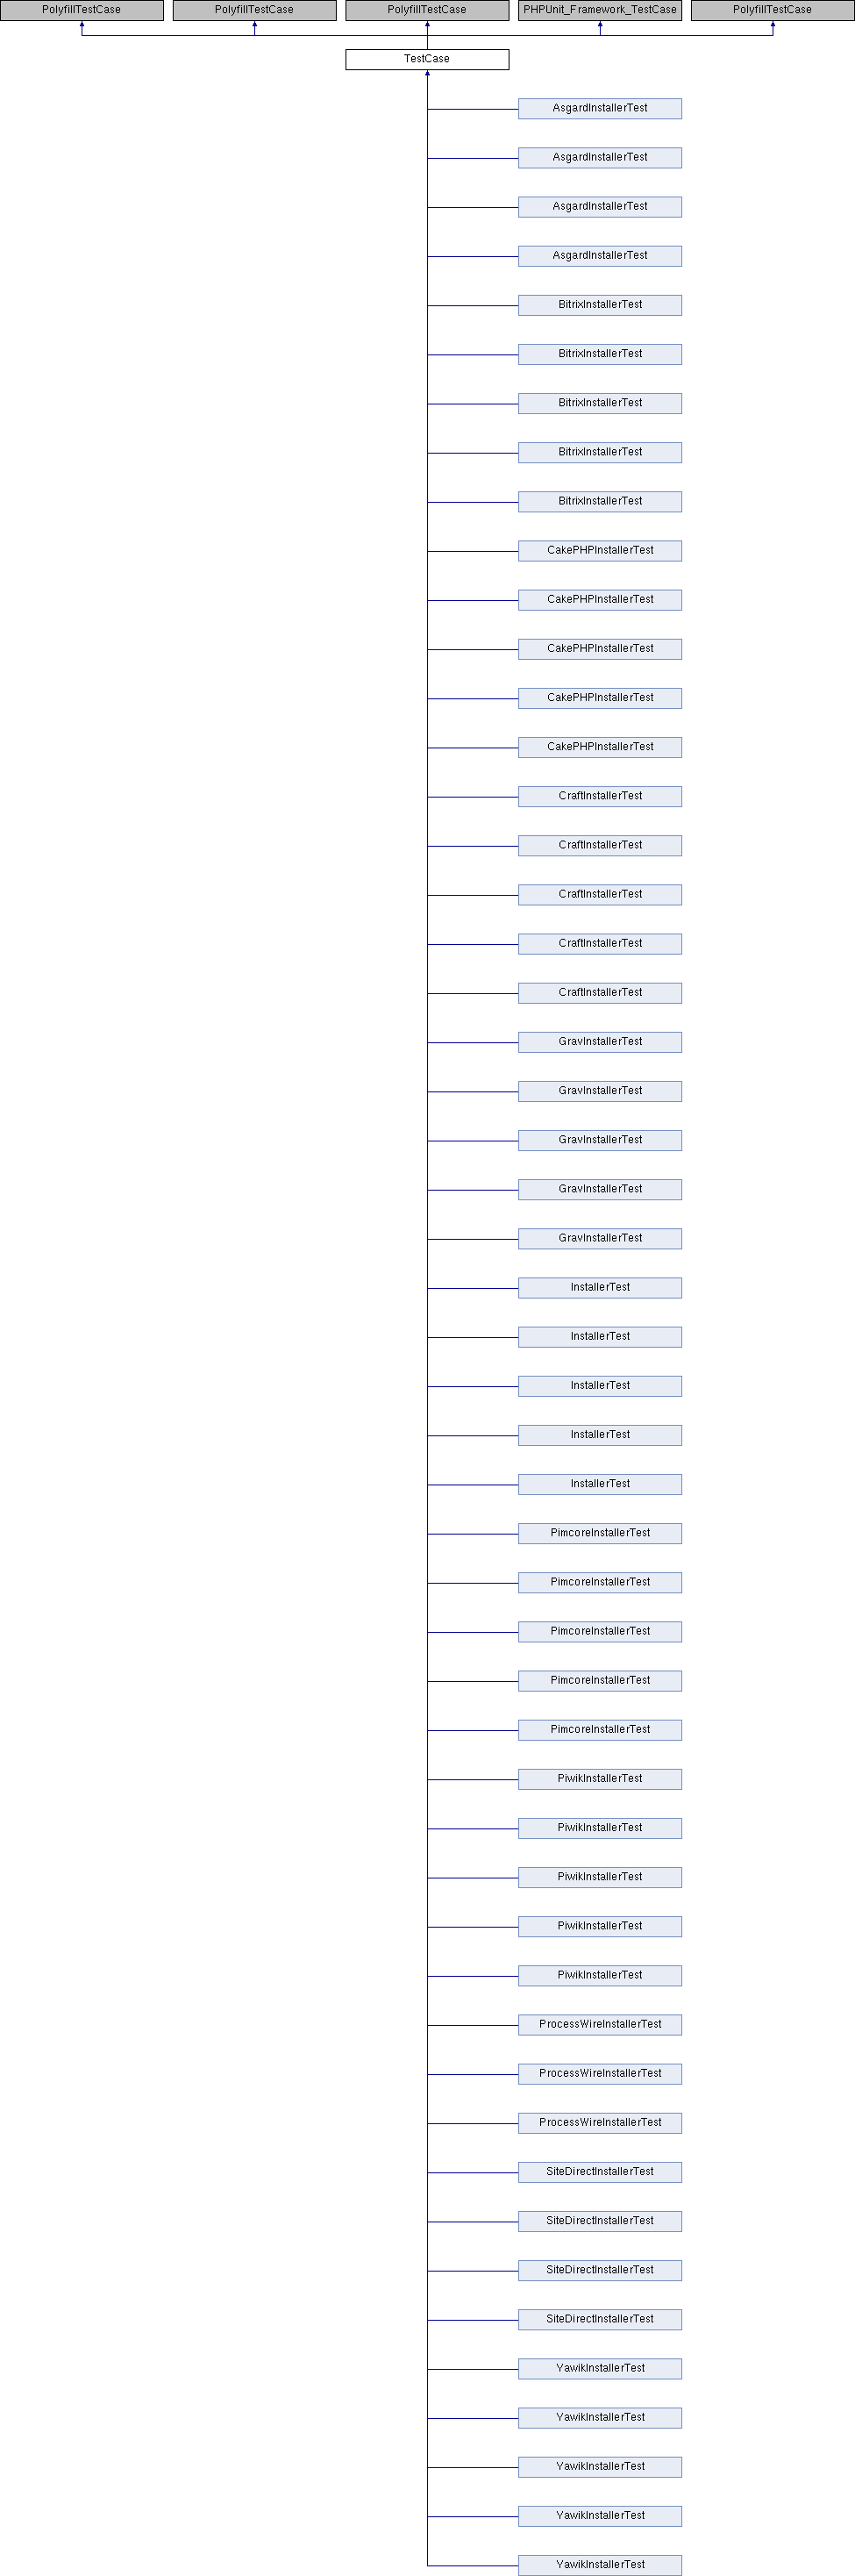 PolyfillTestCase
PolyfillTestCase
PolyfillTestCase
PHPUnit_Framework_TestCase
PolyfillTestCase
TestCase
AsgardInstallerTest
AsgardInstallerTest
AsgardInstallerTest
AsgardInstallerTest
BitrixInstallerTest
BitrixInstallerTest
BitrixInstallerTest
BitrixInstallerTest
BitrixInstallerTest
CakePHPInstallerTest
CakePHPInstallerTest
CakePHPInstallerTest
CakePHPInstallerTest
CakePHPInstallerTest
CraftInstallerTest
CraftInstallerTest
CraftInstallerTest
CraftInstallerTest
CraftInstallerTest
GravInstallerTest
GravInstallerTest
GravInstallerTest
GravInstallerTest
GravInstallerTest
InstallerTest
InstallerTest
InstallerTest
InstallerTest
InstallerTest
PimcoreInstallerTest
PimcoreInstallerTest
PimcoreInstallerTest
PimcoreInstallerTest
PimcoreInstallerTest
PiwikInstallerTest
PiwikInstallerTest
PiwikInstallerTest
PiwikInstallerTest
PiwikInstallerTest
ProcessWireInstallerTest
ProcessWireInstallerTest
ProcessWireInstallerTest
SiteDirectInstallerTest
SiteDirectInstallerTest
SiteDirectInstallerTest
SiteDirectInstallerTest
YawikInstallerTest
YawikInstallerTest
YawikInstallerTest
YawikInstallerTest
YawikInstallerTest